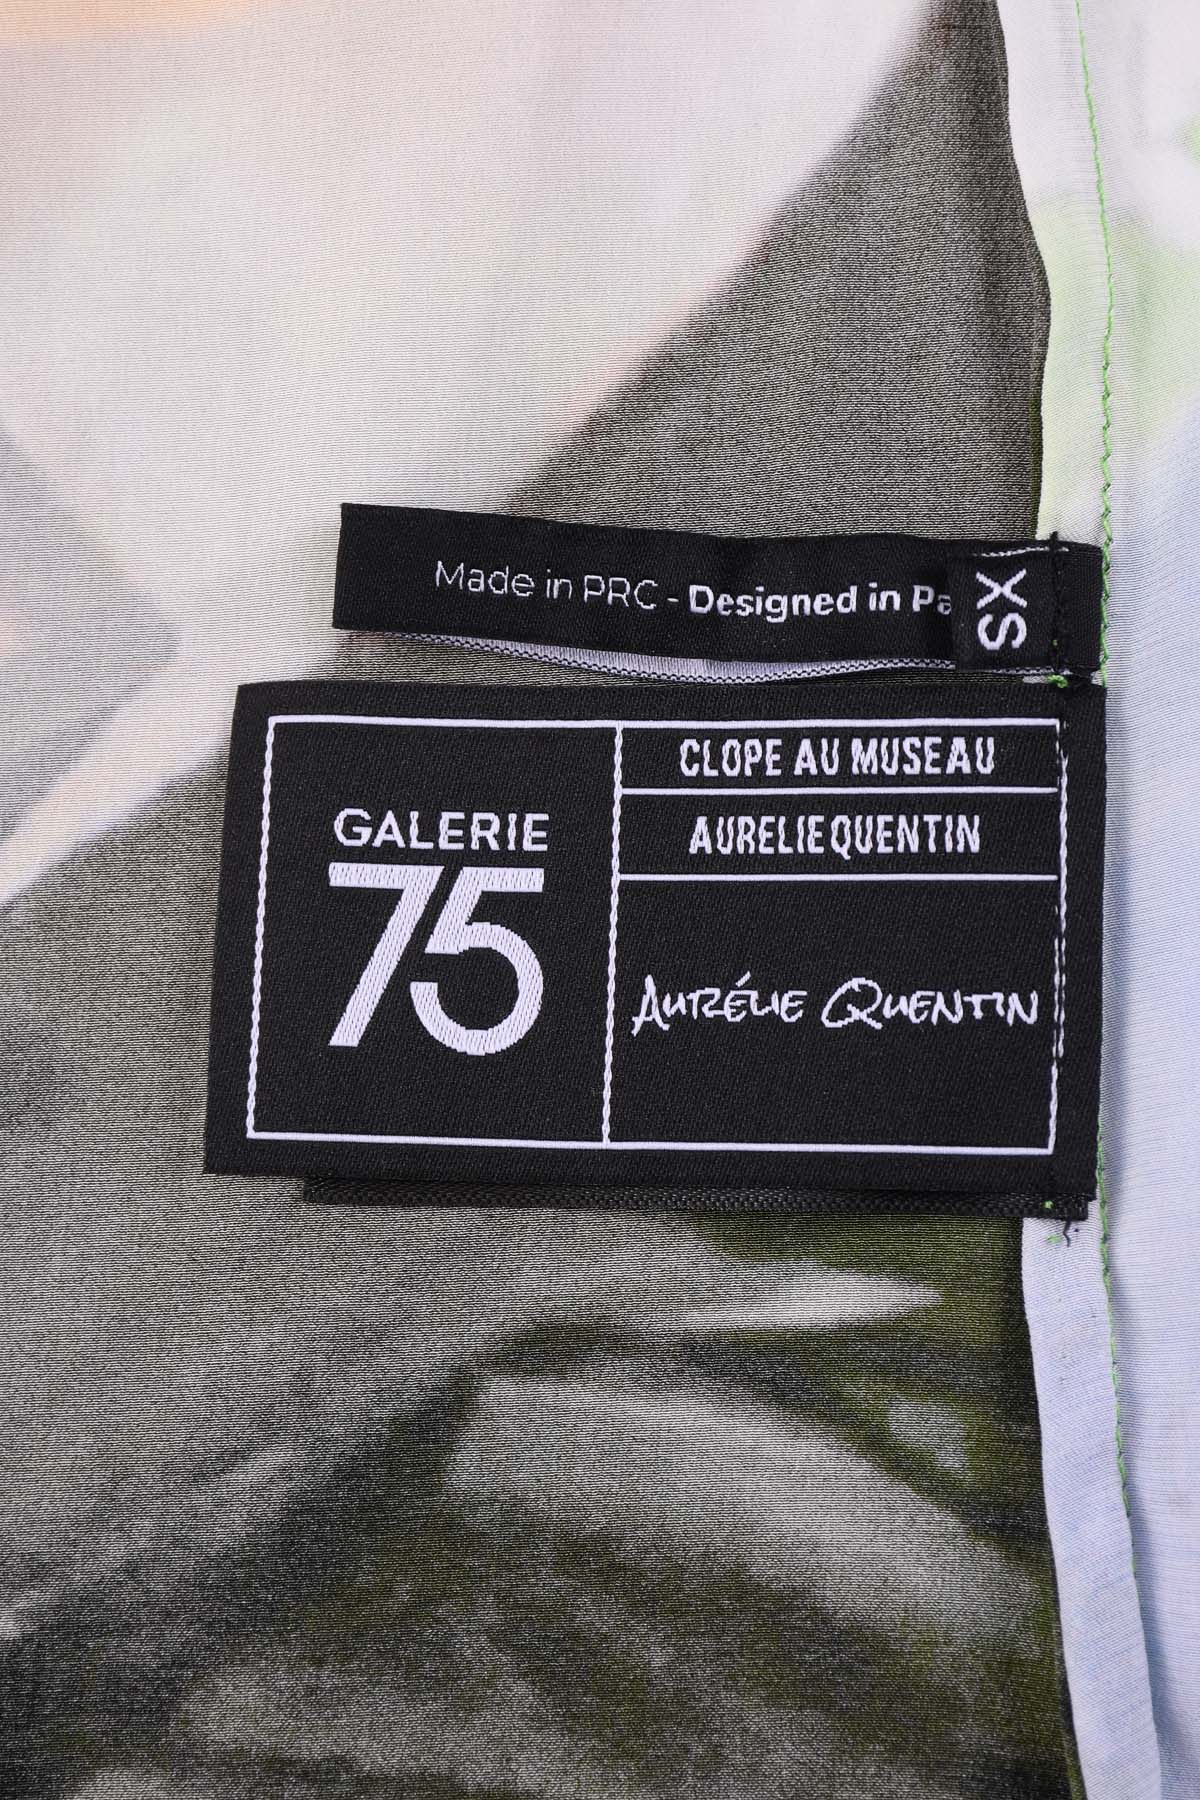 Made in PRC - Designed in Pa
XS
GALERIE
75
CLOPE AU MUSEAU
AURELIE QUENTIN
AURÉLIE QUENTIN